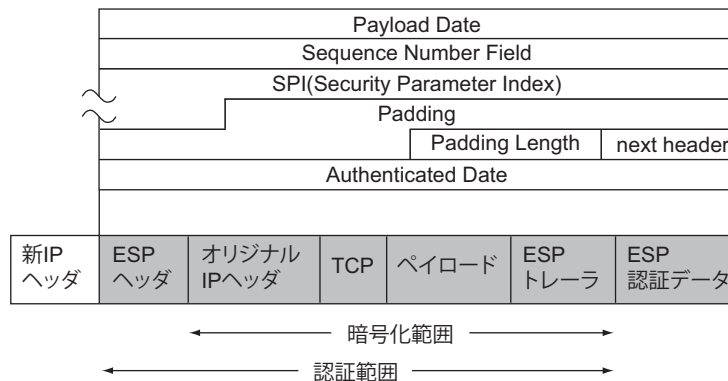 Payload Date
Sequence Number Field
SPI(Security Parameter Index)
Padding
Padding Length
next header
Authenticated Date
新IP
ヘッダ
ESP
ヘッダ
オリジナル
IPヘッダ
TCP
ペイロード
ESP
トレーラ
ESP
認証データ
暗号化範囲
認証範囲